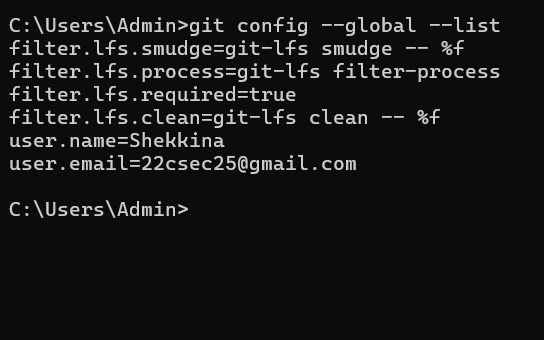 C:\Users\Admin>git config --global --list
filter.lfs.smudge=git-lfs smudge -- %f
filter.lfs.process=git-lfs filter-process
filter.lfs.required=true
filter.lfs.clean=git-lfs clean -- %f
user.name=Shekkina
user.email=22csec25@gmail.com
C:\Users\Admin>